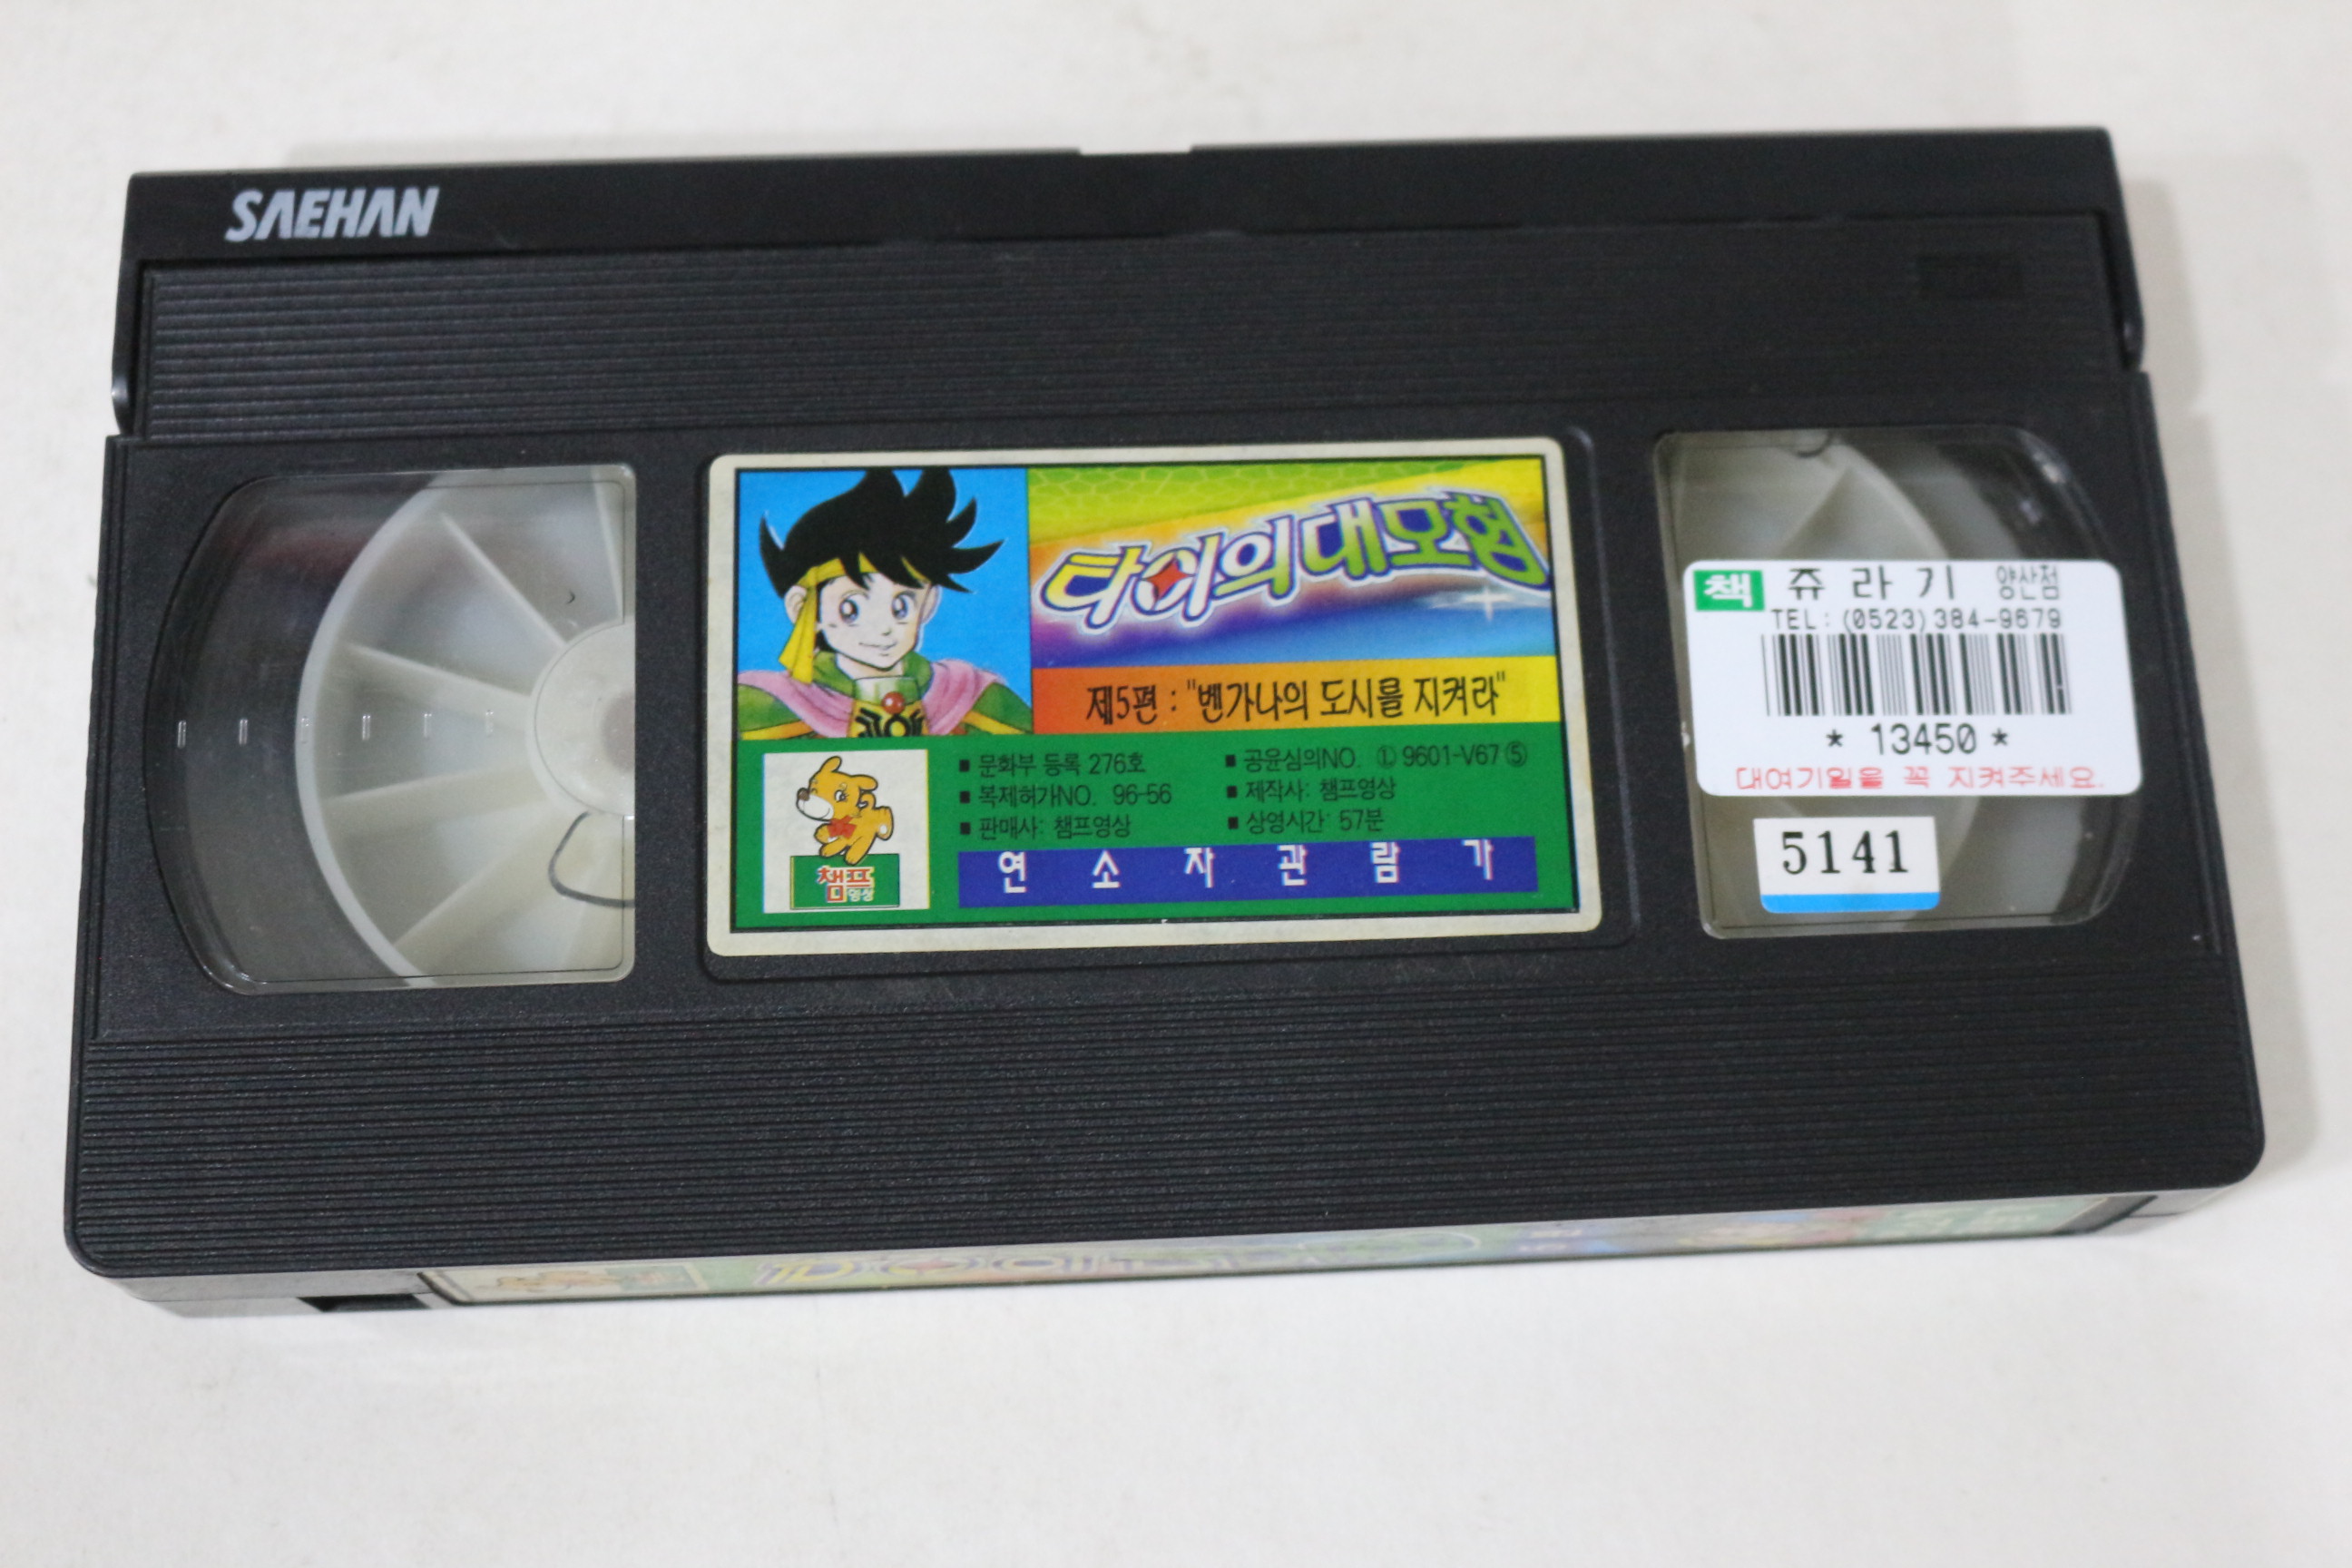 SAEHAN
타이의 대모험
제5편 : "벤가나의 도시를 지켜라"
■ 문화부 등록 276호
■ 복제허가NO. 96-56
■ 판매사: 챔프영상
■ 공윤심의NO. ① 9601-V67 ⑤
■ 제작사: 챔프영상
■ 상영시간: 57분
챔프
영상
연 소 자 관 람 가
책 쥬 라 기 양산점
TEL: (0523) 384-9679
* 13450 *
대여기일을 꼭 지켜주세요.
5141